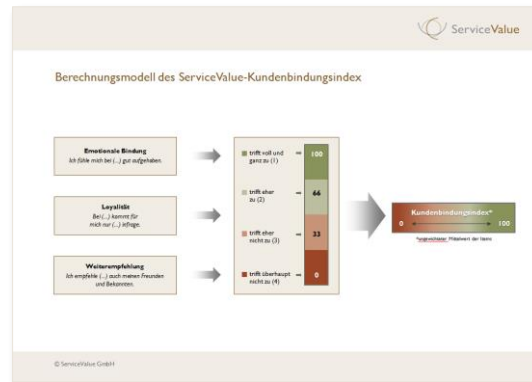 ServiceValue
Berechnungsmodell des ServiceValue-Kundenbindungsindex
Emotionale Bindung
Ich fühle mich bei (...) gut aufgehoben.
Loyalität
Bei (...) kommt für
mich nur (...) infrage.
Weiterempfehlung
Ich empfehle (...) auch meinen Freunden
und Bekannten.
trifft voll und
ganz zu (1)
100
trifft eher
zu (2)
66
trifft eher
nicht zu (3)
33
trifft überhaupt
nicht zu (4)
0
Kundenbindungsindex*
0 100
*ungewichteter Mittelwert der Items
© ServiceValue GmbH